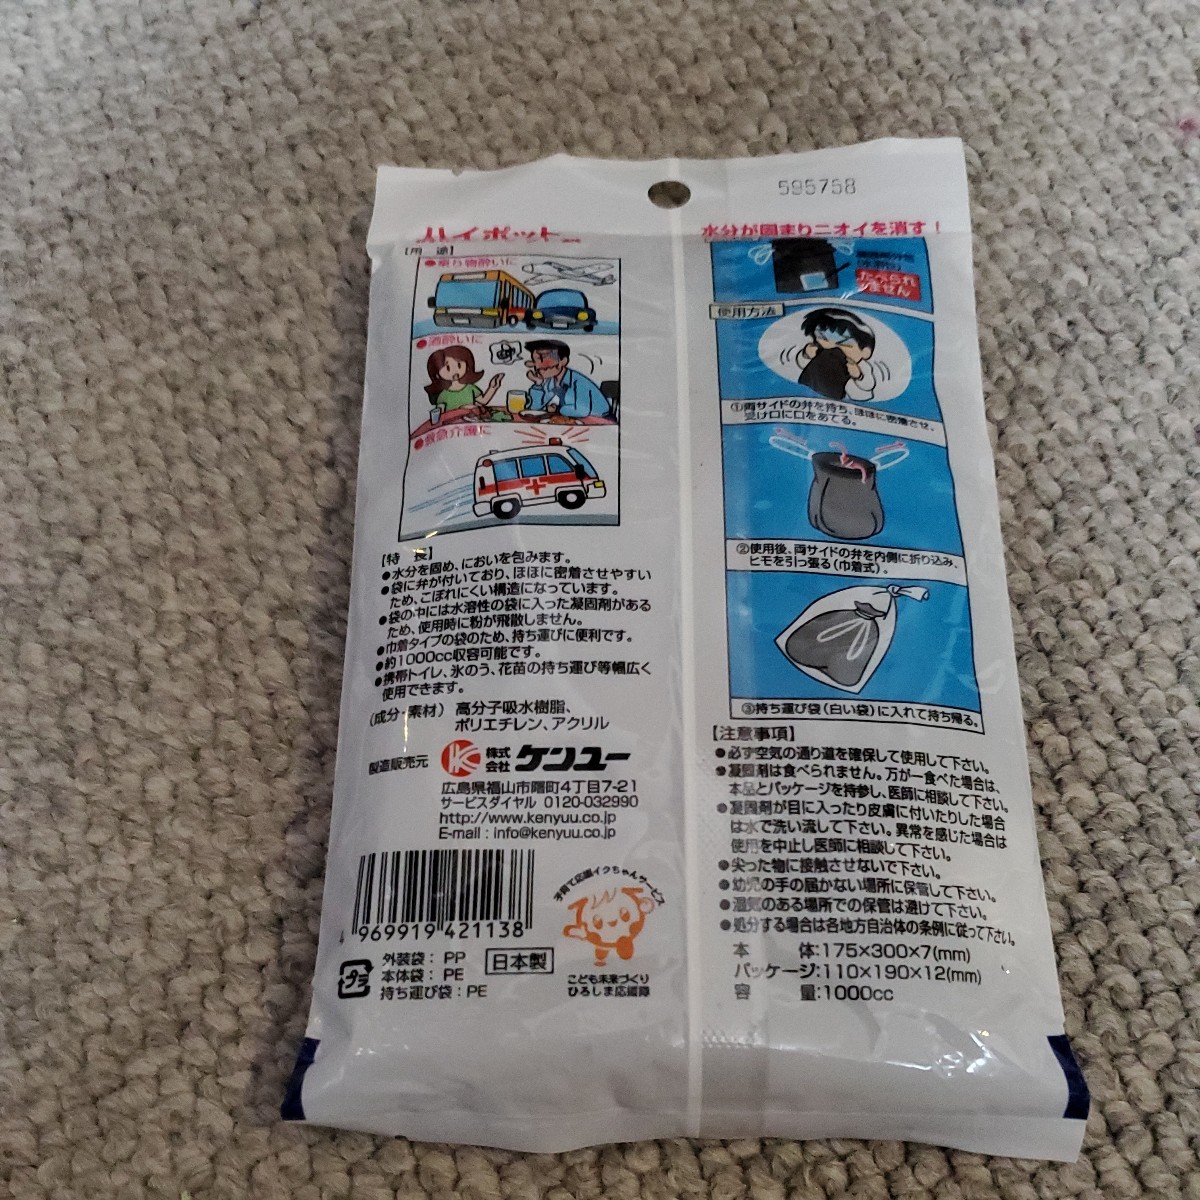 595758
ハイポット
【用 途】
●乗り物酔いに
●酒酔いに
●救急介護に
【特 長】
●水分を固め、においを包みます。
●袋に弁が付いており、ほほに密着させやすい
ため、こぼれにくい構造になっています。
●袋の中には水溶性の袋に入った凝固剤がある
ため、使用時に粉が飛散しません。
●巾着タイプの袋のため、持ち運びに便利です。
●約1000cc収容可能です。
●携帯トイレ、氷のう、花苗の持ち運び等幅広く
使用できます。
(成分・素材) 高分子吸水樹脂、
ポリエチレン、アクリル
製造販売元 株式会社 ケンユー
広島県福山市曙町4丁目7-21
サービスダイヤル 0120-032990
http://www.kenyuu.co.jp
E-mail : info@kenyuu.co.jp
4 969919 421138
プラ
外装袋 : PP
本体袋 : PE
持ち運び袋 : PE
日本製
子育て応援イクちゃんサービス
こども未来づくり
ひろしま応援隊
水分が固まりニオイを消す!
たべられ
ません
使用方法
①両サイドの弁を持ち、ほほに密着させ、
受け口に口をあてる。
②使用後、両サイドの弁を内側に折り込み、
ヒモを引っ張る(巾着式)。
③持ち運び袋(白い袋)に入れて持ち帰る。
【注意事項】
●必ず空気の通り道を確保して使用して下さい。
●凝固剤は食べられません。万が一食べた場合は、
本品とパッケージを持参し、医師に相談して下さい。
●凝固剤が目に入ったり皮膚に付いたりした場合
は水で洗い流して下さい。異常を感じた場合は
使用を中止し医師に相談して下さい。
●尖った物に接触させないで下さい。
●幼児の手の届かない場所に保管して下さい。
●湿気のある場所での保管は避けて下さい。
●処分する場合は各地方自治体の条例に従って下さい。
本 体:175×300×7(mm)
パッケージ:110×190×12(mm)
容 量:1000cc